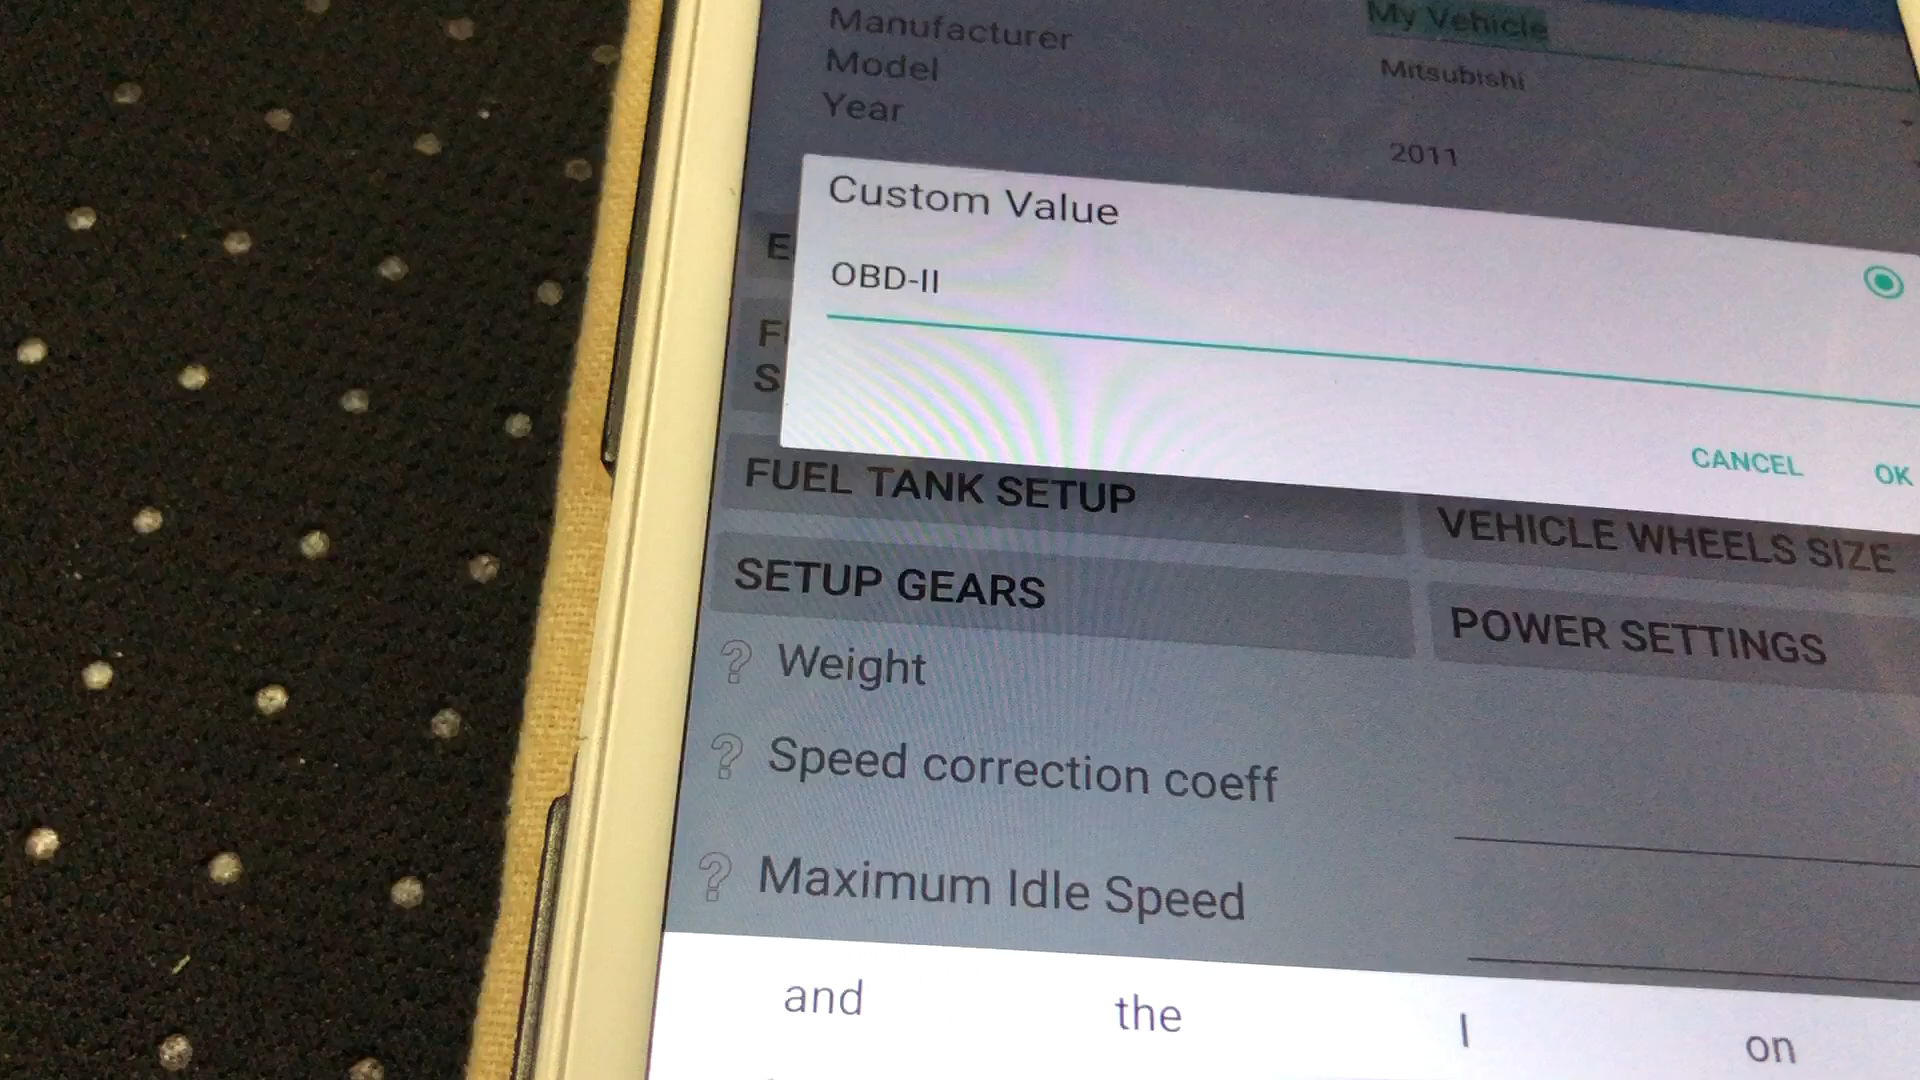 Manufacturer My Vehicle
Model Mitsubishi
Year
2011
Custom Value
OBD-II
CANCEL OK
E
F
S
FUEL TANK SETUP
VEHICLE WHEELS SIZE
SETUP GEARS
POWER SETTINGS
? Weight
? Speed correction coeff
? Maximum Idle Speed
and the I on